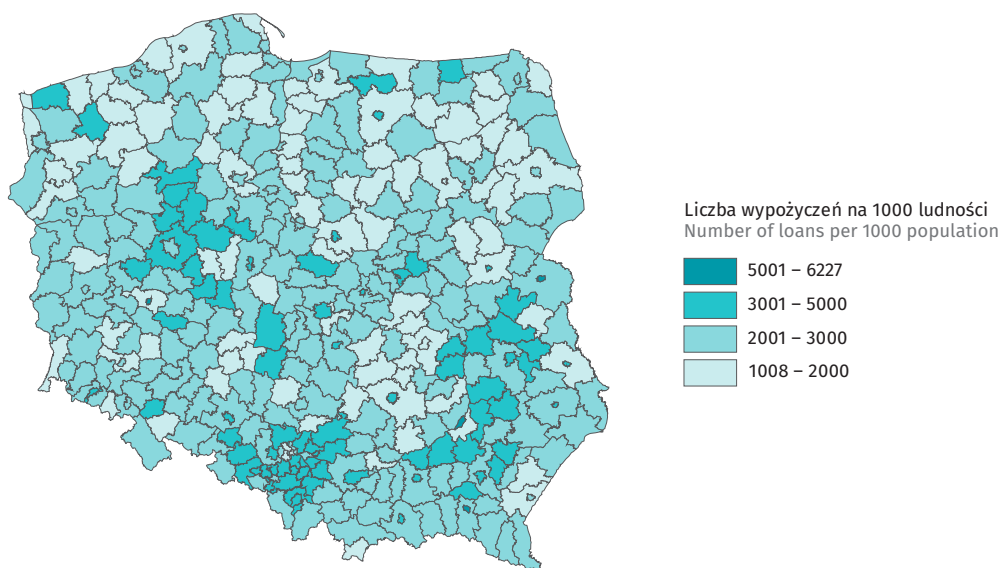 Liczba wypożyczeń na 1000 ludności
Number of loans per 1000 population
5001 – 6227
3001 – 5000
2001 – 3000
1008 – 2000